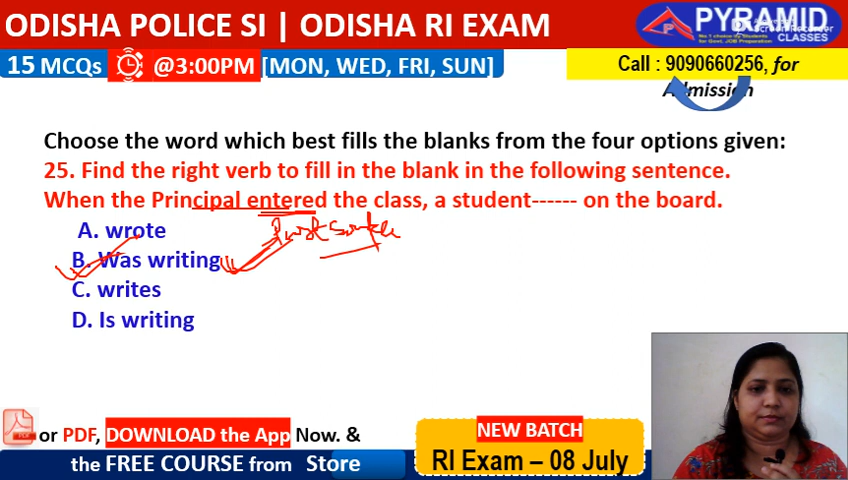 ODISHA POLICE SI | ODISHA RI EXAM
PYRAMID
CLASSES
15 MCQs @3:00PM [MON, WED, FRI, SUN]
Call : 9090660256, for
Admission
Choose the word which best fills the blanks from the four options given:
25. Find the right verb to fill in the blank in the following sentence.
When the Principal entered the class, a student------ on the board.
A. wrote
B. Was writing
C. writes
D. Is writing
or PDF, DOWNLOAD the App Now. &
the FREE COURSE from Store
NEW BATCH
RI Exam – 08 July